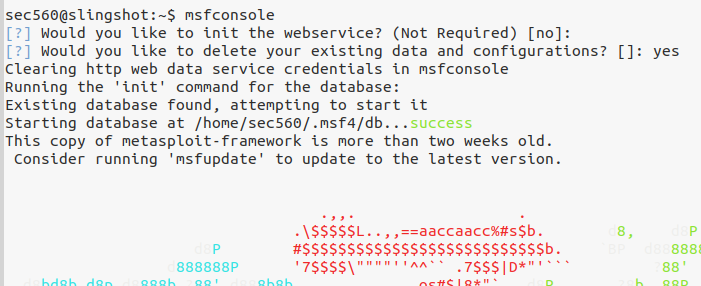 sec560@slingshot:~$ msfconsole
[?] Would you like to init the webservice? (Not Required) [no]:
[?] Would you like to delete your existing data and configurations? []: yes
Clearing http web data service credentials in msfconsole
Running the 'init' command for the database:
Existing database found, attempting to start it
Starting database at /home/sec560/.msf4/db...success
This copy of metasploit-framework is more than two weeks old.
 Consider running 'msfupdate' to update to the latest version.
.,,. .
.\$$$$$L..,,==aaccaacc%#s$b. d8, d8P
d8P #$$$$$$$$$$$$$$$$$$$$$$$$$$$b. `BP d888888
d888888P '7$$$$\""""''^^`` .7$$$|D*"'``` ?88'